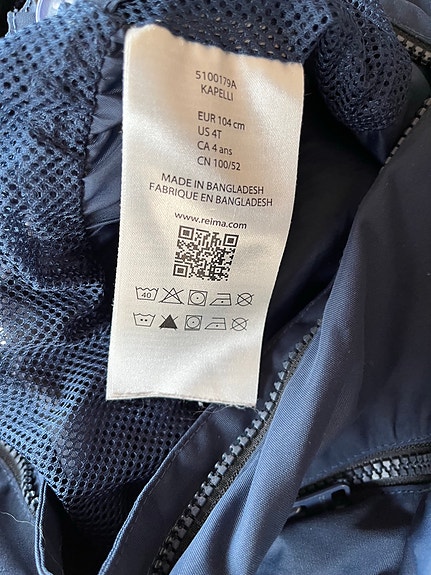 5100179A
KAPELLI
EUR 104 cm
US 4T
CA 4 ans
CN 100/52
MADE IN BANGLADESH
FABRIQUE EN BANGLADESH
www.reima.com
40